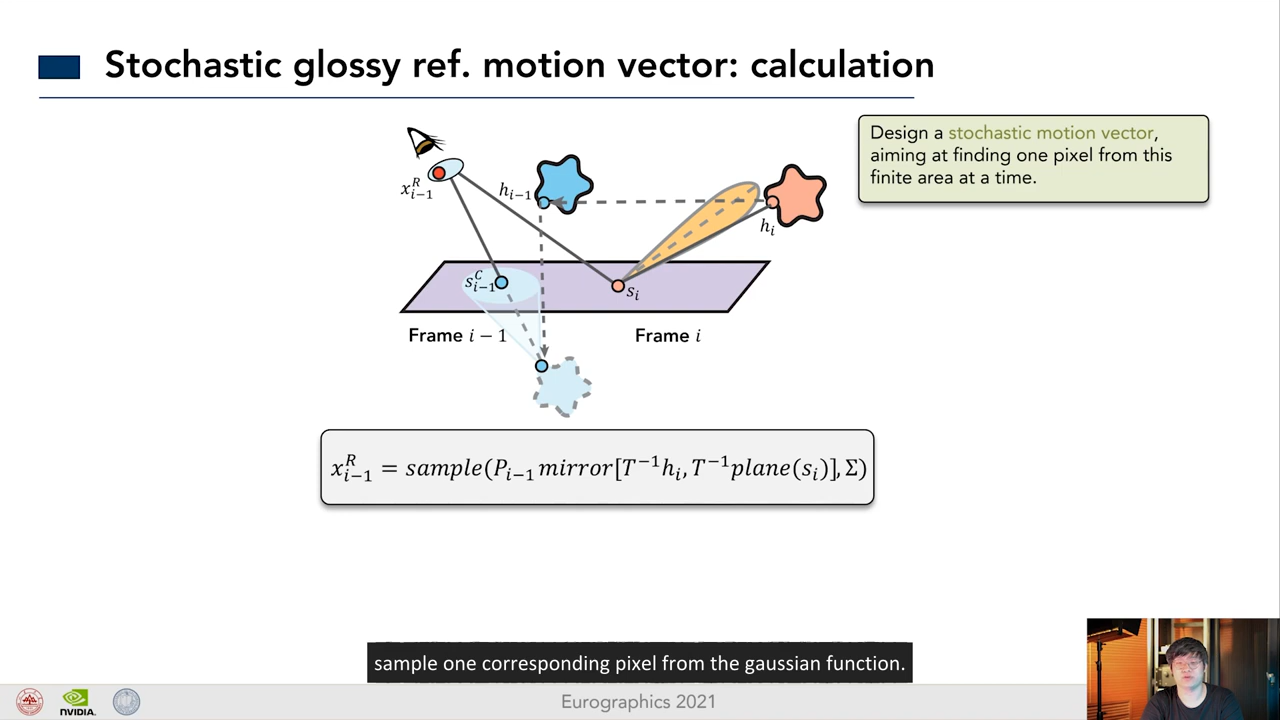 Stochastic glossy ref. motion vector: calculation
Design a stochastic motion vector,
aiming at finding one pixel from this
finite area at a time.
x^R_{i−1}
h_{i−1}
h_i
s^C_{i−1}
s_i
Frame i − 1
Frame i
x^R_{i−1} = sample(P_{i−1} mirror[T^{−1}h_i, T^{−1}plane(s_i)], Σ)
sample one corresponding pixel from the gaussian function.
NVIDIA.
Eurographics 2021